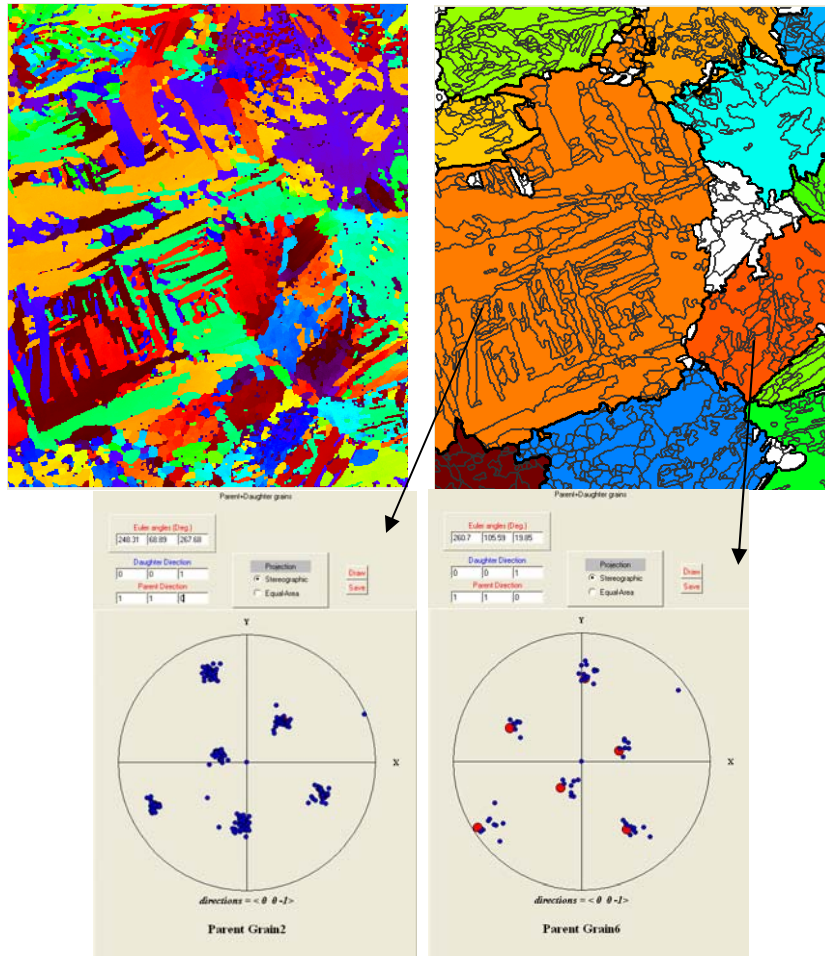 Parent+Daughter grains
Euler angles (Deg.)
248.31 68.89 267.68
Daughter Direction
0 0 1
Parent Direction
1 1 0
Projection
Stereographic
Equal-Area
Draw
Save
Y
X
directions = < 0 0 -1>
Parent Grain2
Parent+Daughter grains
Euler angles (Deg.)
260.7 105.59 19.85
Daughter Direction
0 0 1
Parent Direction
1 1 0
Projection
Stereographic
Equal-Area
Draw
Save
Y
X
directions = < 0 0 -1>
Parent Grain6